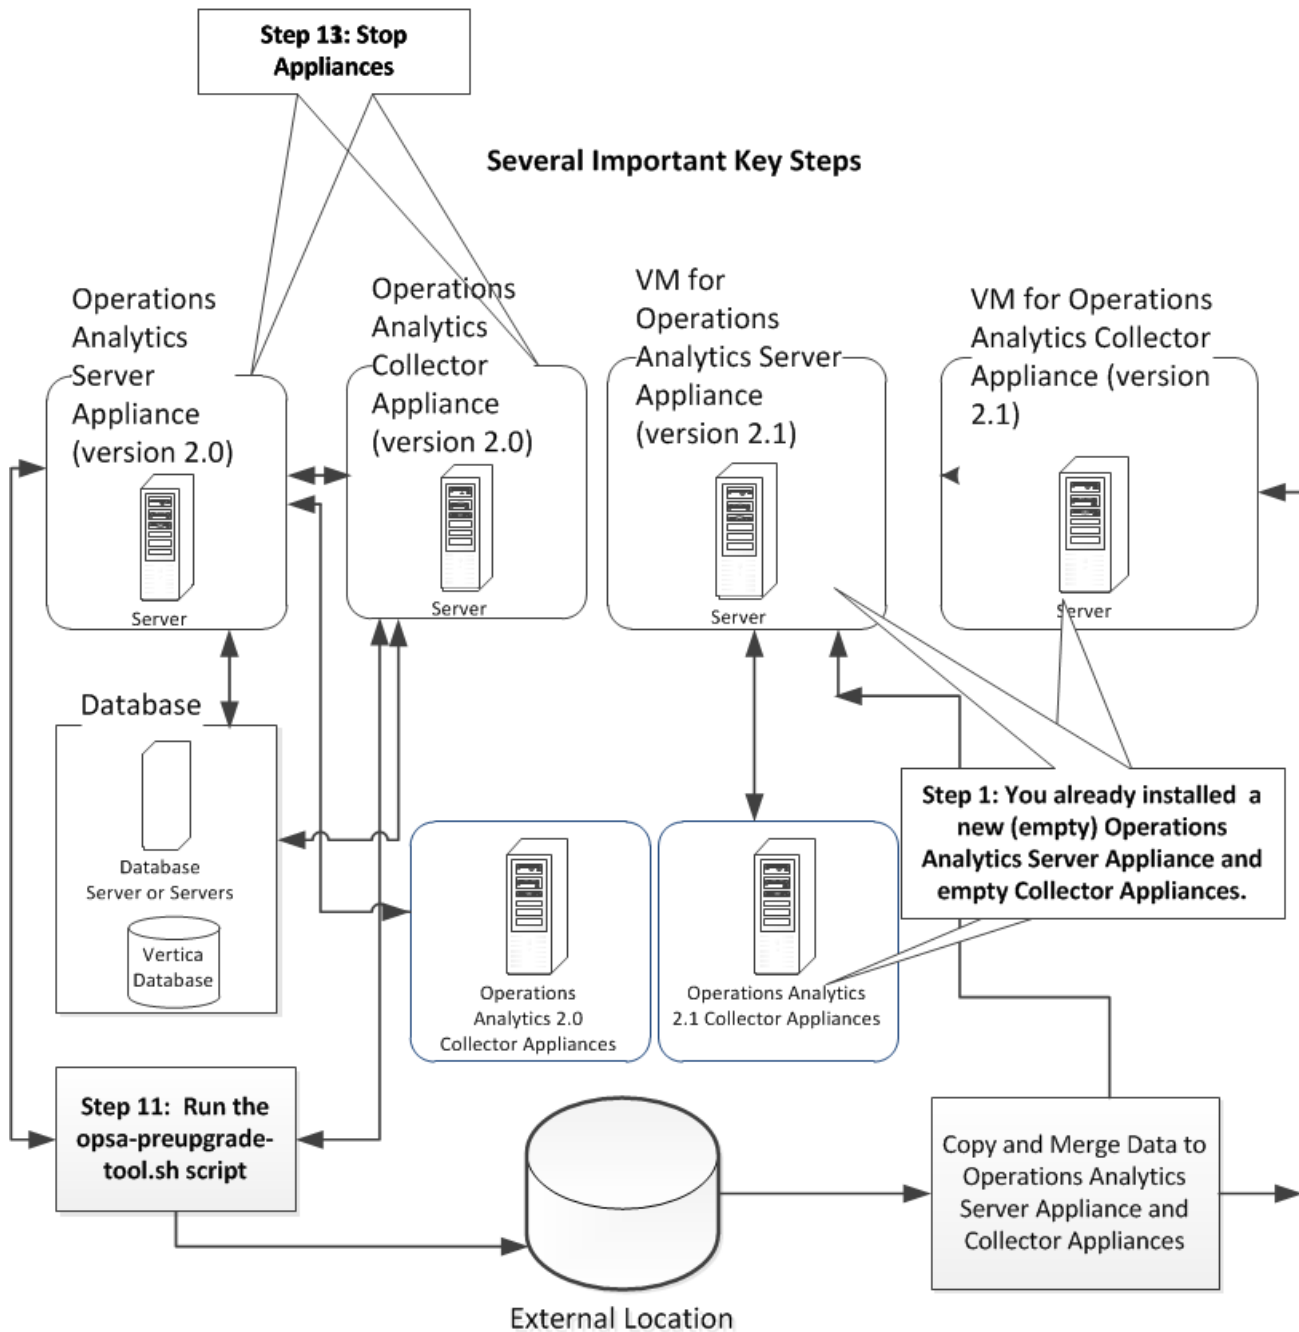 Step 13: Stop
Appliances
Several Important Key Steps
Operations
Analytics
Server
Appliance
(version 2.0)
Server
Operations
Analytics
Collector
Appliance
(version 2.0)
Server
VM for
Operations
Analytics Server
Appliance
(version 2.1)
Server
VM for Operations
Analytics Collector
Appliance (version
2.1)
Server
Database
Database
Server or Servers
Vertica
Database
Operations
Analytics 2.0
Collector Appliances
Operations Analytics
2.1 Collector Appliances
Step 1: You already installed a
new (empty) Operations
Analytics Server Appliance and
empty Collector Appliances.
Step 11: Run the
opsa-preupgrade-
tool.sh script
External Location
Copy and Merge Data to
Operations Analytics
Server Appliance and
Collector Appliances